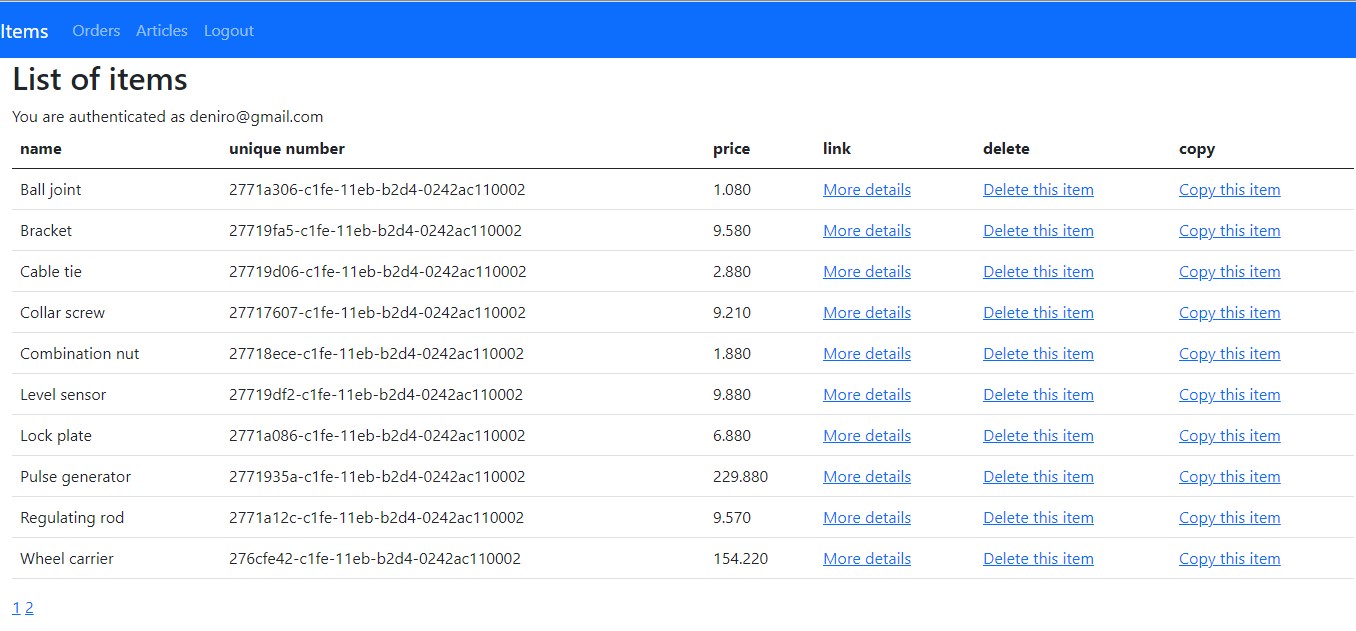 Items Orders Articles Logout
List of items
You are authenticated as deniro@gmail.com
name unique number price link delete copy
Ball joint 2771a306-c1fe-11eb-b2d4-0242ac110002 1.080 More details Delete this item Copy this item
Bracket 27719fa5-c1fe-11eb-b2d4-0242ac110002 9.580 More details Delete this item Copy this item
Cable tie 27719d06-c1fe-11eb-b2d4-0242ac110002 2.880 More details Delete this item Copy this item
Collar screw 27717607-c1fe-11eb-b2d4-0242ac110002 9.210 More details Delete this item Copy this item
Combination nut 27718ece-c1fe-11eb-b2d4-0242ac110002 1.880 More details Delete this item Copy this item
Level sensor 27719df2-c1fe-11eb-b2d4-0242ac110002 9.880 More details Delete this item Copy this item
Lock plate 2771a086-c1fe-11eb-b2d4-0242ac110002 6.880 More details Delete this item Copy this item
Pulse generator 2771935a-c1fe-11eb-b2d4-0242ac110002 229.880 More details Delete this item Copy this item
Regulating rod 2771a12c-c1fe-11eb-b2d4-0242ac110002 9.570 More details Delete this item Copy this item
Wheel carrier 276cfe42-c1fe-11eb-b2d4-0242ac110002 154.220 More details Delete this item Copy this item
1 2